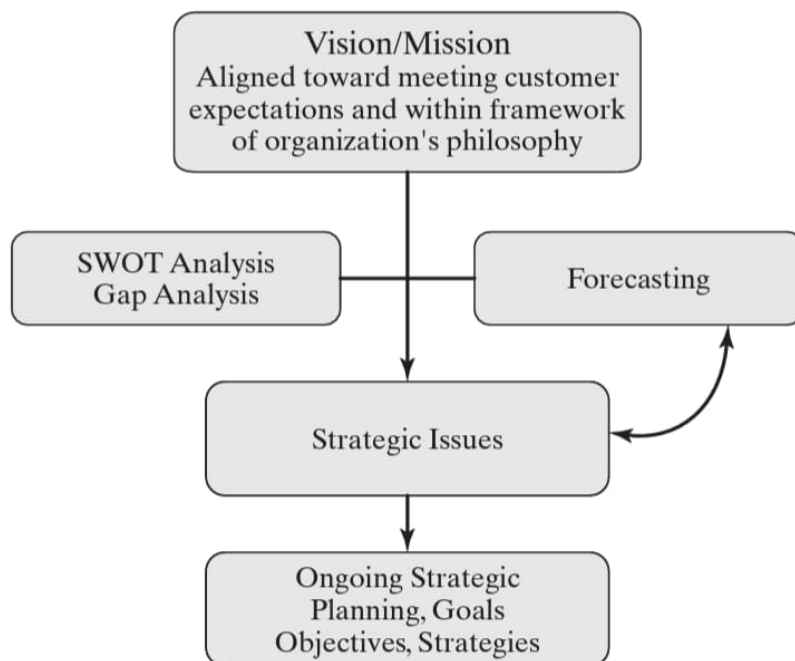 Vision/Mission
Aligned toward meeting customer
expectations and within framework
of organization's philosophy
SWOT Analysis
Gap Analysis
Forecasting
Strategic Issues
Ongoing Strategic
Planning, Goals
Objectives, Strategies